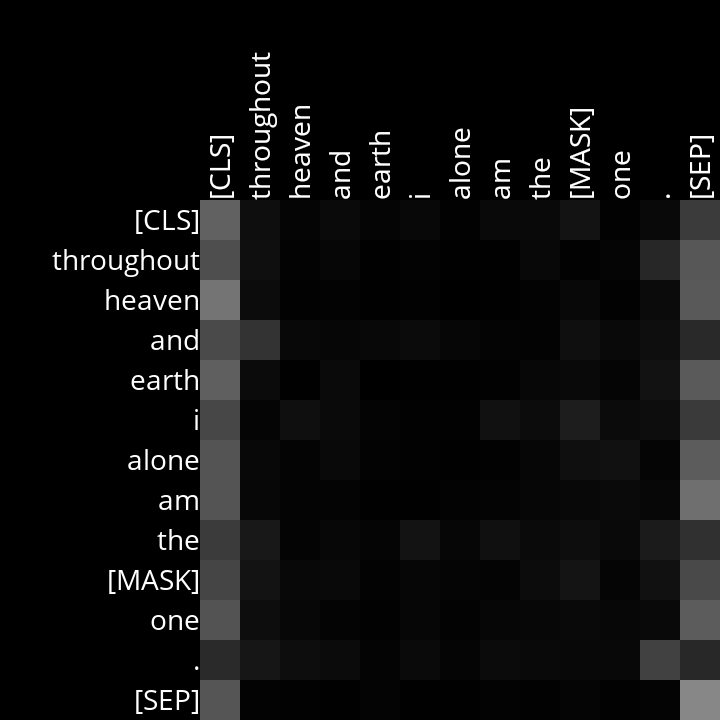 [CLS]
throughout
heaven
and
earth
i
alone
am
the
[MASK]
one
.
[SEP]
[CLS]
throughout
heaven
and
earth
i
alone
am
the
[MASK]
one
.
[SEP]